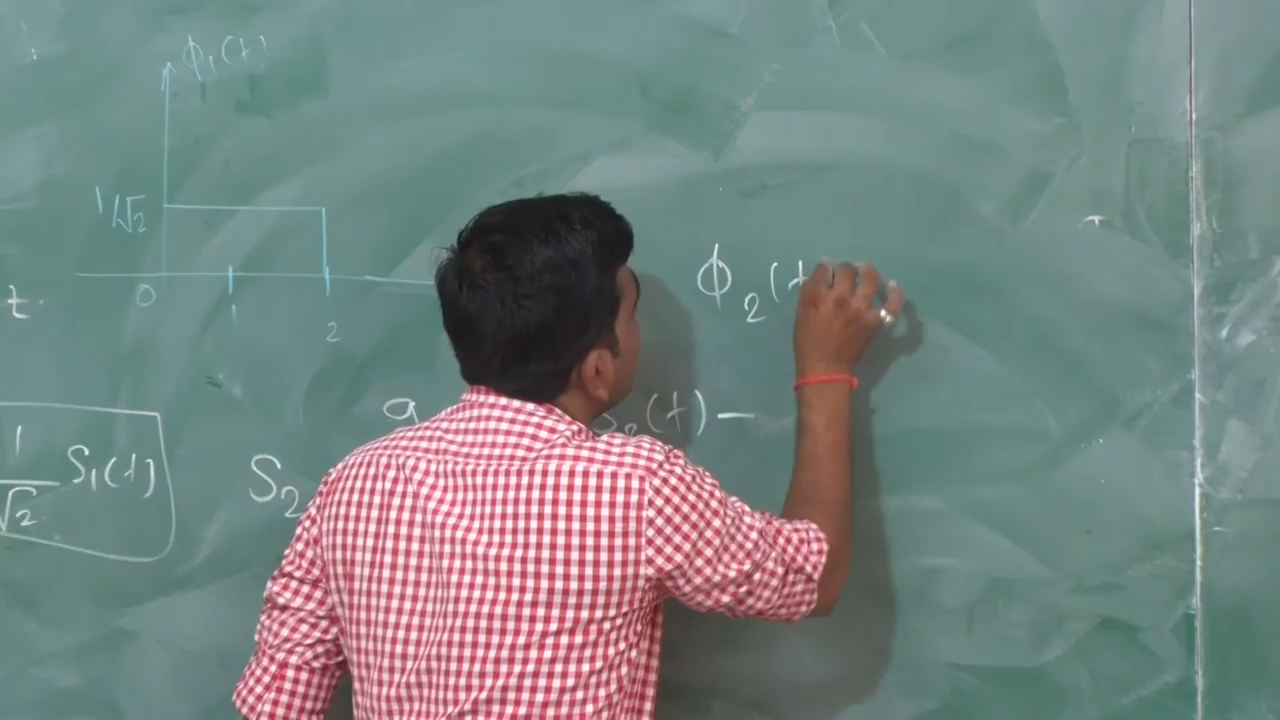 ϕ₁(t)
1/√2
0
1
2
t
ϕ₂(t
g
S₂(t) –
1/√2 S₁(t)
S₂